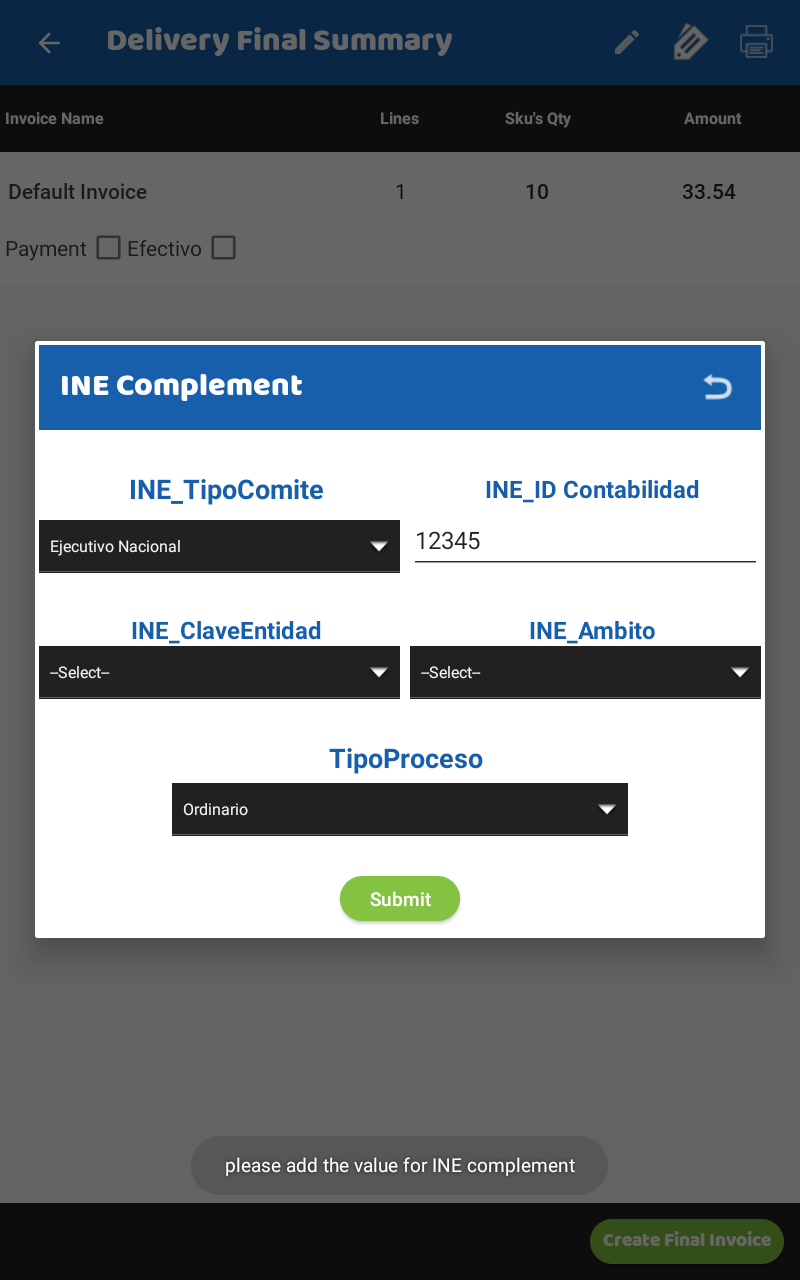 Delivery Final Summary
Invoice Name Lines Sku's Qty Amount
Default Invoice 1 10 33.54
Payment Efectivo
INE Complement
INE_TipoComite INE_ID Contabilidad
Ejecutivo Nacional 12345
INE_ClaveEntidad INE_Ambito
--Select-- --Select--
TipoProceso
Ordinario
Submit
please add the value for INE complement
Create Final Invoice